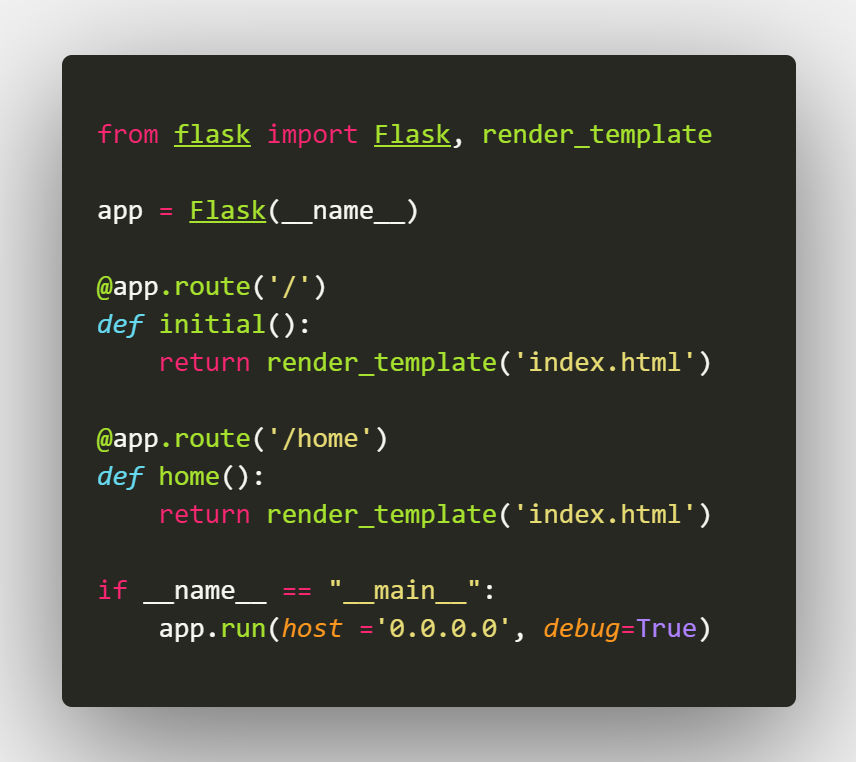 from flask import Flask, render_template
app = Flask(__name__)
@app.route('/')
def initial():
    return render_template('index.html')
@app.route('/home')
def home():
    return render_template('index.html')
if __name__ == "__main__":
    app.run(host ='0.0.0.0', debug=True)